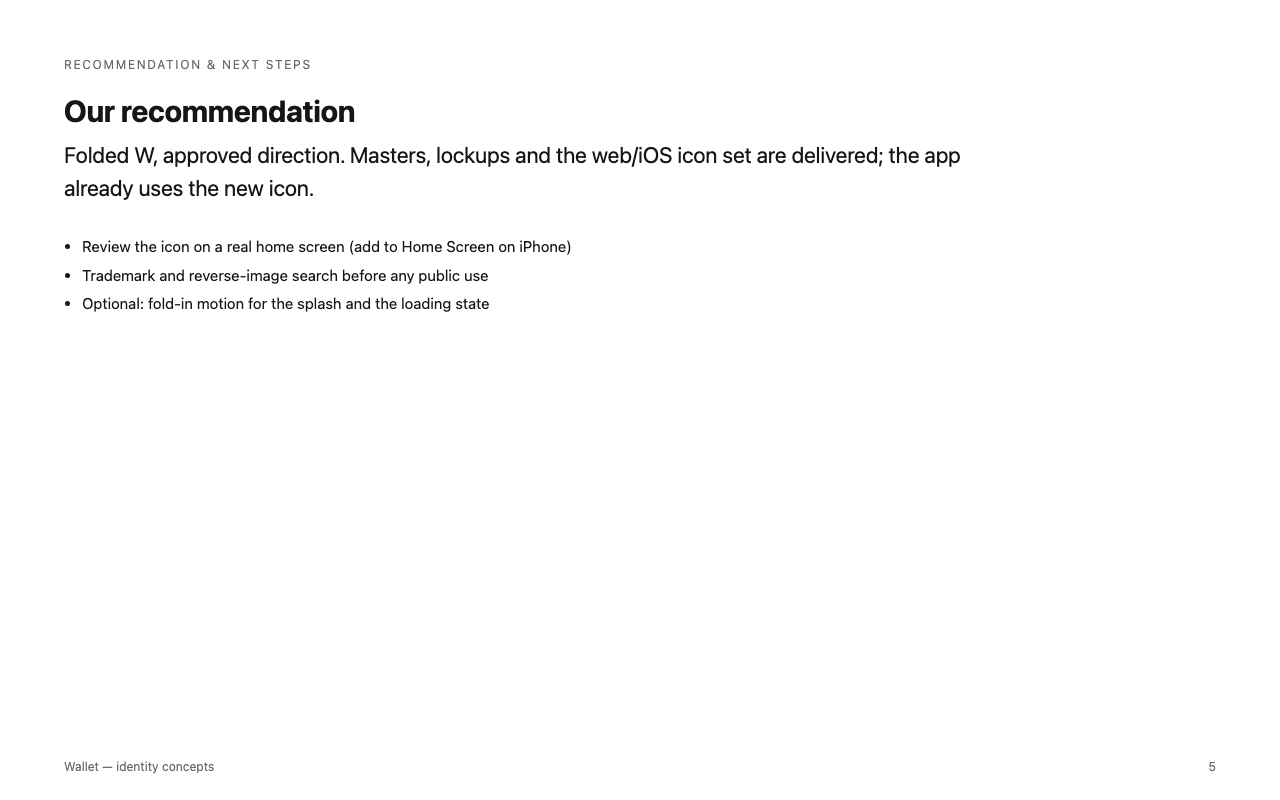 RECOMMENDATION & NEXT STEPS
Our recommendation
Folded W, approved direction. Masters, lockups and the web/iOS icon set are delivered; the app
already uses the new icon.
• Review the icon on a real home screen (add to Home Screen on iPhone)
• Trademark and reverse-image search before any public use
• Optional: fold-in motion for the splash and the loading state
Wallet — identity concepts
5